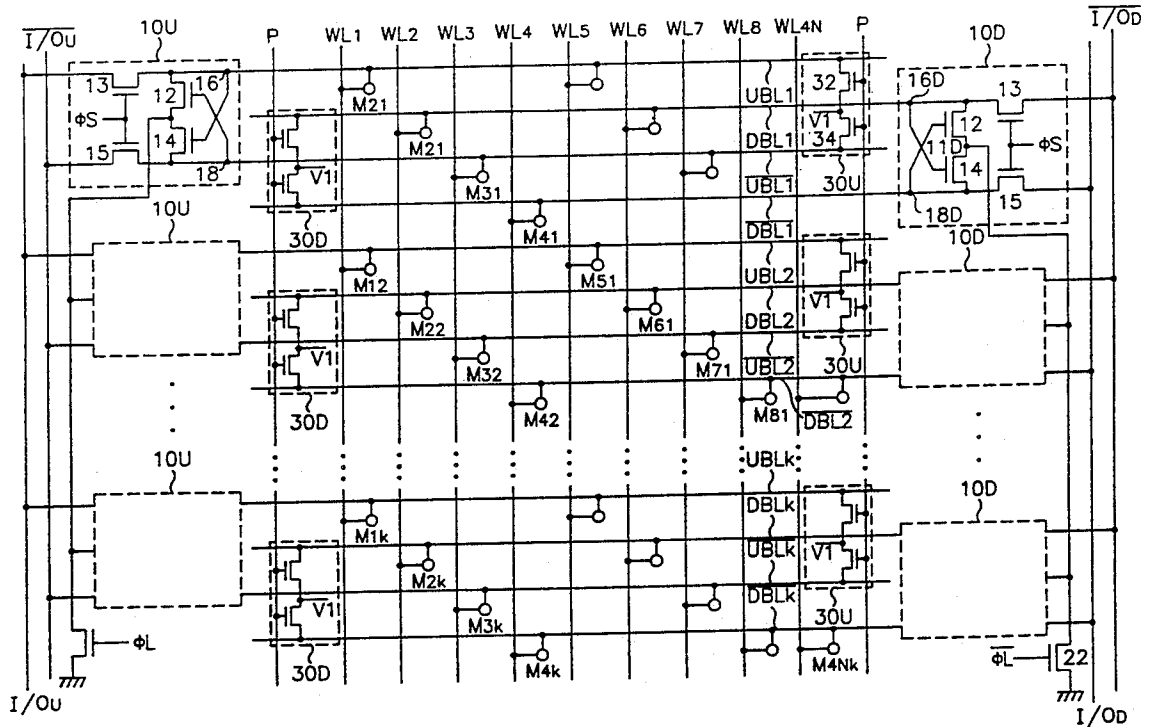 I/OU 10U P WL1 WL2 WL3 WL4 WL5 WL6 WL7 WL8 WL4N P 10D I/OD
13 16 12 M21 32 UBL1 16D 13
ϕS V1 12 ϕS
14 M21 DBL1 34 11D
15 18 V1 M31 UBL1 30U 14 15
10U 30D M41 DBL1 18D 10D
M12 M51 UBL2
V1 M22 M61 DBL2 V1
M32 M71 UBL2 30U
30D M42 M81 DBL2
10U UBLk 10D
M1k DBLk
V1 M2k UBLk V1
M3k DBLk 30U
ϕL 30D M4k M4Nk ϕL 22
I/OU I/OD